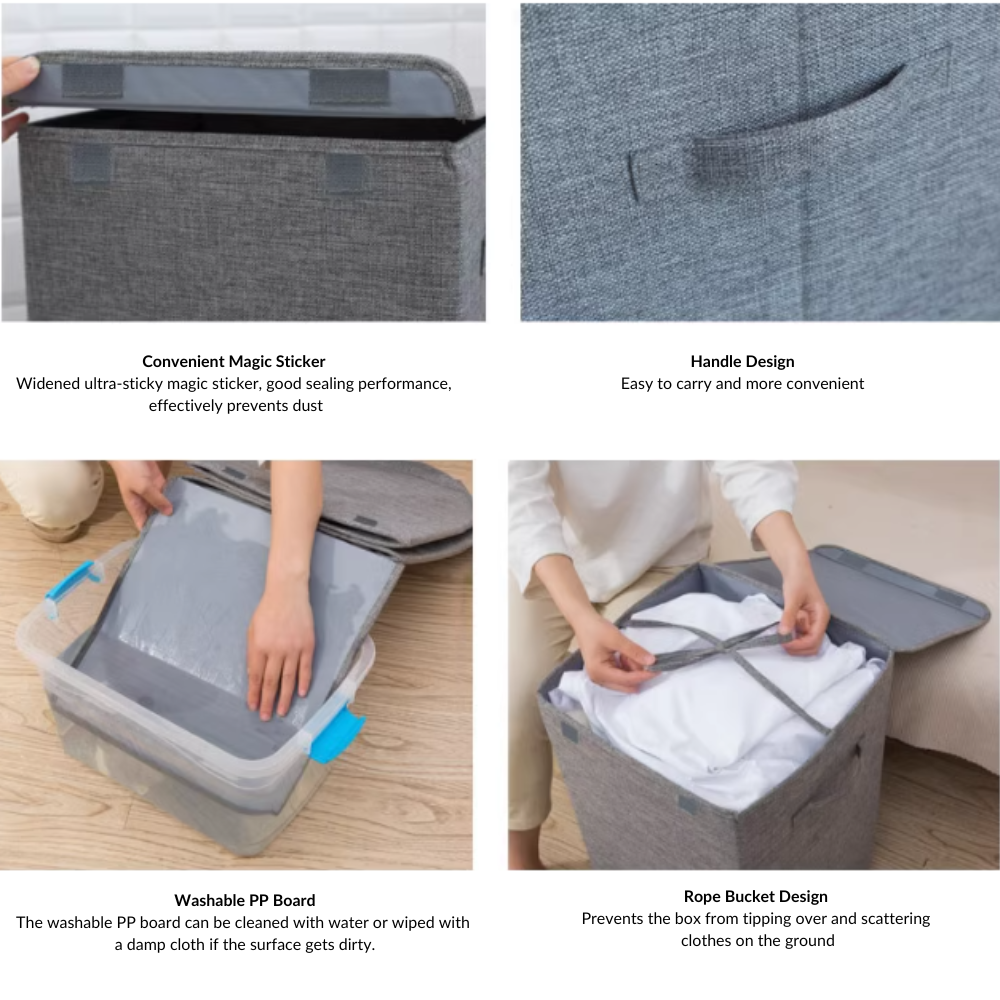 Convenient Magic Sticker
Widened ultra-sticky magic sticker, good sealing performance,
effectively prevents dust
Handle Design
Easy to carry and more convenient
Washable PP Board
The washable PP board can be cleaned with water or wiped with
a damp cloth if the surface gets dirty.
Rope Bucket Design
Prevents the box from tipping over and scattering
clothes on the ground